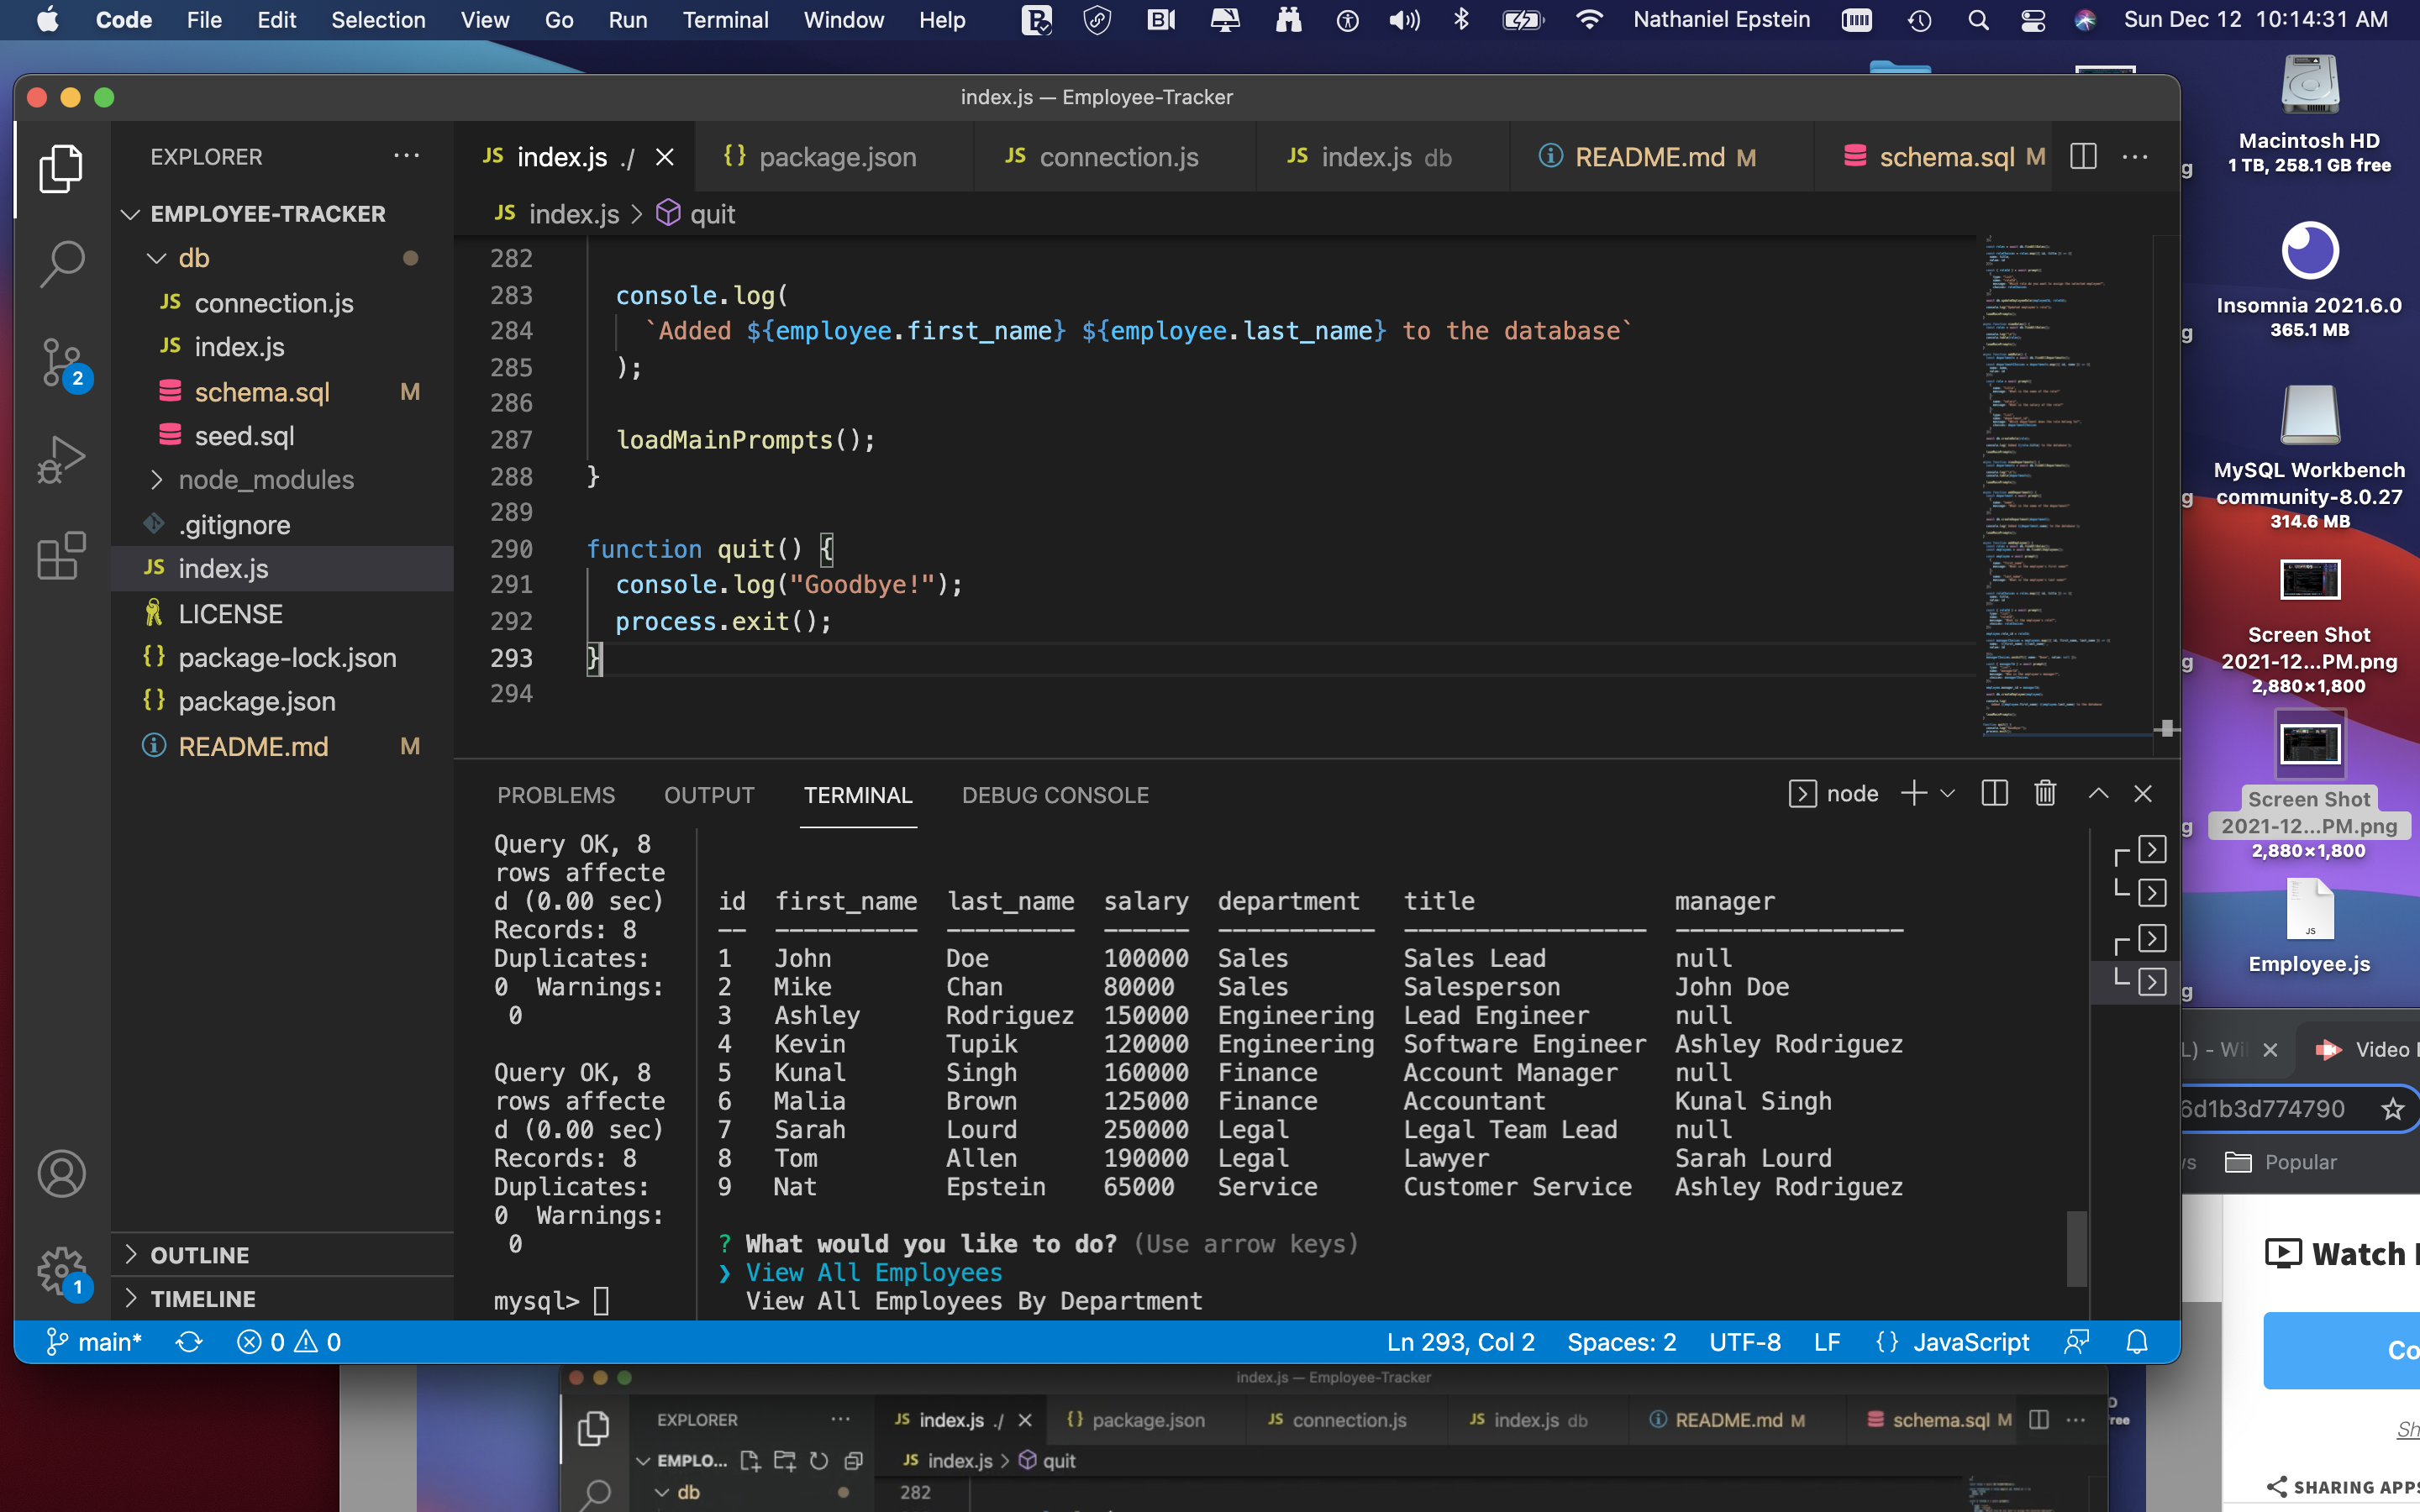 Code File Edit Selection View Go Run Terminal Window Help Nathaniel Epstein Sun Dec 12 10:14:31 AM
index.js — Employee-Tracker
EXPLORER
EMPLOYEE-TRACKER
db
JS connection.js
JS index.js
schema.sql M
seed.sql
node_modules
.gitignore
JS index.js
LICENSE
{} package-lock.json
{} package.json
README.md M
OUTLINE
TIMELINE
2
1
JS index.js ./ {} package.json JS connection.js JS index.js db README.md M schema.sql M
JS index.js > quit
282
283 console.log(
284 `Added ${employee.first_name} ${employee.last_name} to the database`
285 );
286
287 loadMainPrompts();
288 }
289
290 function quit() {
291 console.log("Goodbye!");
292 process.exit();
293 }
294
PROBLEMS OUTPUT TERMINAL DEBUG CONSOLE node
Query OK, 8
rows affecte
d (0.00 sec)
Records: 8
Duplicates:
0 Warnings:
0
Query OK, 8
rows affecte
d (0.00 sec)
Records: 8
Duplicates:
0 Warnings:
0
mysql>
id first_name last_name salary department title manager
-- ---------- --------- ------ ----------- ----------------- ----------------
1 John Doe 100000 Sales Sales Lead null
2 Mike Chan 80000 Sales Salesperson John Doe
3 Ashley Rodriguez 150000 Engineering Lead Engineer null
4 Kevin Tupik 120000 Engineering Software Engineer Ashley Rodriguez
5 Kunal Singh 160000 Finance Account Manager null
6 Malia Brown 125000 Finance Accountant Kunal Singh
7 Sarah Lourd 250000 Legal Legal Team Lead null
8 Tom Allen 190000 Legal Lawyer Sarah Lourd
9 Nat Epstein 65000 Service Customer Service Ashley Rodriguez
? What would you like to do? (Use arrow keys)
❯ View All Employees
View All Employees By Department
main* 0 0 Ln 293, Col 2 Spaces: 2 UTF-8 LF {} JavaScript
Macintosh HD
1 TB, 258.1 GB free
Insomnia 2021.6.0
365.1 MB
MySQL Workbench
community-8.0.27
314.6 MB
Screen Shot
2021-12...PM.png
2,880×1,800
Screen Shot
2021-12...PM.png
2,880×1,800
JS
Employee.js
Video
6d1b3d774790
Popular
Watch
Co
Sh
SHARING APPS
index.js — Employee-Tracker
EXPLORER JS index.js ./ {} package.json JS connection.js JS index.js db README.md M schema.sql M
EMPLO... JS index.js > quit
db 282